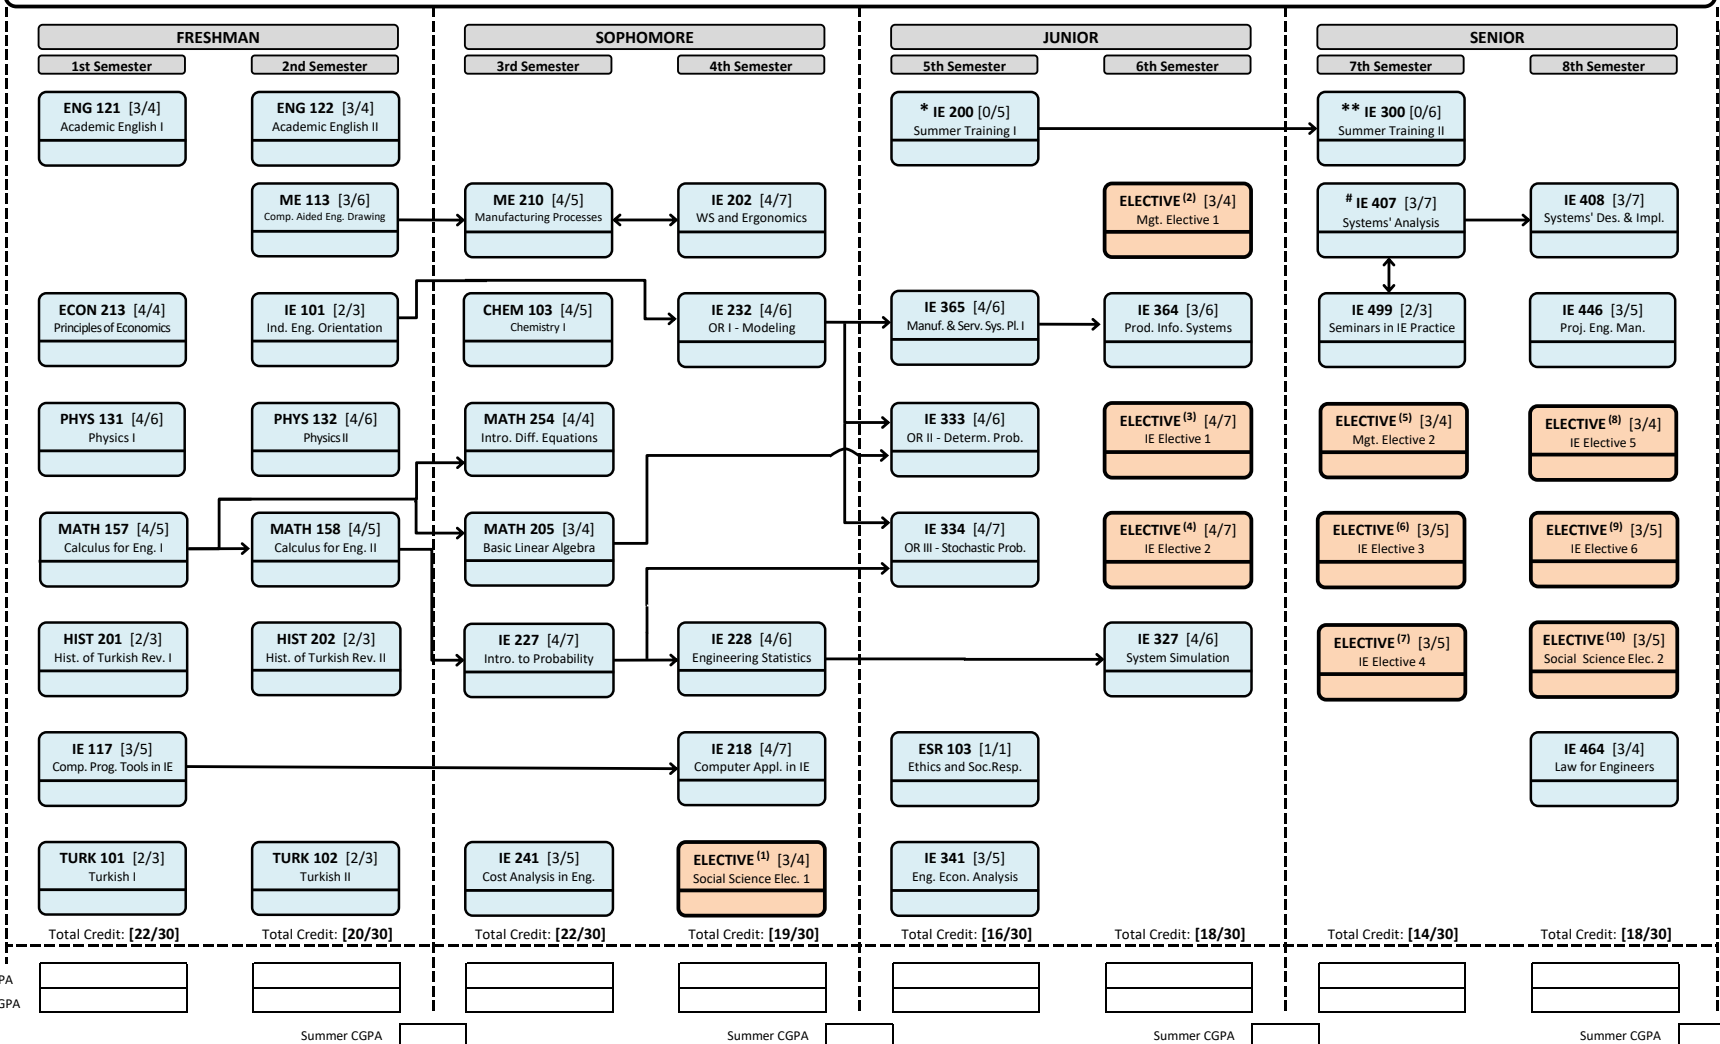 FRESHMAN
SOPHOMORE
JUNIOR
SENIOR
1st Semester
2nd Semester
3rd Semester
4th Semester
5th Semester
6th Semester
7th Semester
8th Semester
ENG 121 [3/4]
Academic English I
ENG 122 [3/4]
Academic English II
* IE 200 [0/5]
Summer Training I
** IE 300 [0/6]
Summer Training II
ME 113 [3/6]
Comp. Aided Eng. Drawing
ME 210 [4/5]
Manufacturing Processes
IE 202 [4/7]
WS and Ergonomics
ELECTIVE (2) [3/4]
Mgt. Elective 1
# IE 407 [3/7]
Systems' Analysis
IE 408 [3/7]
Systems' Des. & Impl.
ECON 213 [4/4]
Principles of Economics
IE 101 [2/3]
Ind. Eng. Orientation
CHEM 103 [4/5]
Chemistry I
IE 232 [4/6]
OR I - Modeling
IE 365 [4/6]
Manuf. & Serv. Sys. Pl. I
IE 364 [3/6]
Prod. Info. Systems
IE 499 [2/3]
Seminars in IE Practice
IE 446 [3/5]
Proj. Eng. Man.
PHYS 131 [4/6]
Physics I
PHYS 132 [4/6]
Physics II
MATH 254 [4/4]
Intro. Diff. Equations
IE 333 [4/6]
OR II - Determ. Prob.
ELECTIVE (3) [4/7]
IE Elective 1
ELECTIVE (5) [3/4]
Mgt. Elective 2
ELECTIVE (8) [3/4]
IE Elective 5
MATH 157 [4/5]
Calculus for Eng. I
MATH 158 [4/5]
Calculus for Eng. II
MATH 205 [3/4]
Basic Linear Algebra
IE 334 [4/7]
OR III - Stochastic Prob.
ELECTIVE (4) [4/7]
IE Elective 2
ELECTIVE (6) [3/5]
IE Elective 3
ELECTIVE (9) [3/5]
IE Elective 6
HIST 201 [2/3]
Hist. of Turkish Rev. I
HIST 202 [2/3]
Hist. of Turkish Rev. II
IE 227 [4/7]
Intro. to Probability
IE 228 [4/6]
Engineering Statistics
IE 327 [4/6]
System Simulation
ELECTIVE (7) [3/5]
IE Elective 4
ELECTIVE (10) [3/5]
Social Science Elec. 2
IE 117 [3/5]
Comp. Prog. Tools in IE
IE 218 [4/7]
Computer Appl. in IE
ESR 103 [1/1]
Ethics and Soc.Resp.
IE 464 [3/4]
Law for Engineers
TURK 101 [2/3]
Turkish I
TURK 102 [2/3]
Turkish II
IE 241 [3/5]
Cost Analysis in Eng.
ELECTIVE (1) [3/4]
Social Science Elec. 1
IE 341 [3/5]
Eng. Econ. Analysis
Total Credit: [22/30]
Total Credit: [20/30]
Total Credit: [22/30]
Total Credit: [19/30]
Total Credit: [16/30]
Total Credit: [18/30]
Total Credit: [14/30]
Total Credit: [18/30]
PA
GPA
Summer CGPA
Summer CGPA
Summer CGPA
Summer CGPA